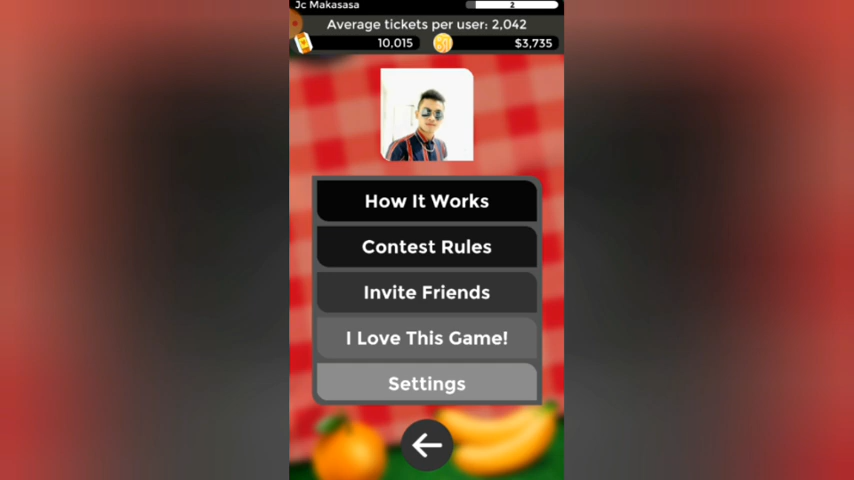 Jc Makasasa
2
Average tickets per user: 2,042
10,015
$3,735
How It Works
Contest Rules
Invite Friends
I Love This Game!
Settings